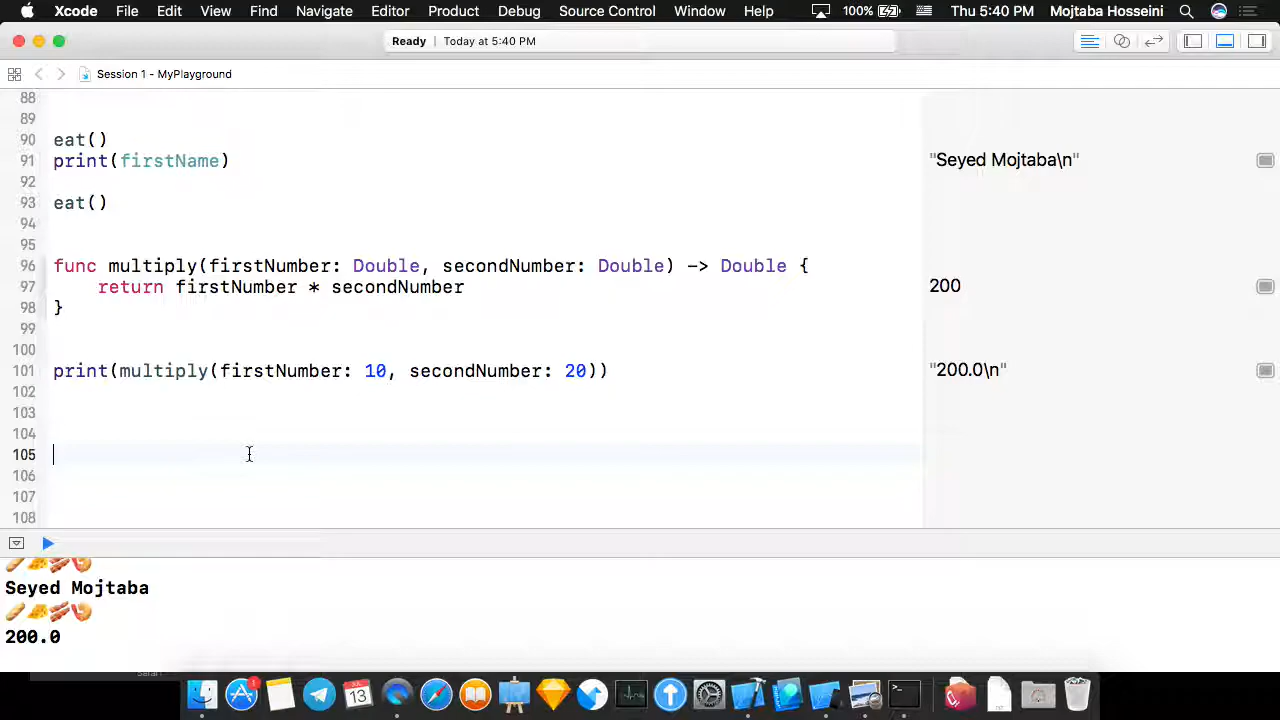 Xcode File Edit View Find Navigate Editor Product Debug Source Control Window Help 100% Thu 5:40 PM Mojtaba Hosseini
Ready | Today at 5:40 PM
Session 1 - MyPlayground
88
89
90 eat()
91 print(firstName) "Seyed Mojtaba\n"
92
93 eat()
94
95
96 func multiply(firstNumber: Double, secondNumber: Double) -> Double {
97 return firstNumber * secondNumber 200
98 }
99
100
101 print(multiply(firstNumber: 10, secondNumber: 20)) "200.0\n"
102
103
104
105
106
107
108
Seyed Mojtaba
200.0
Safari
JUL
13
1